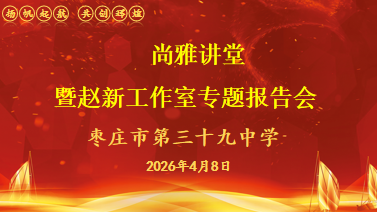 扬帆起航 共创辉煌
尚雅讲堂
暨赵新工作室专题报告会
枣庄市第三十九中学
2026年4月8日